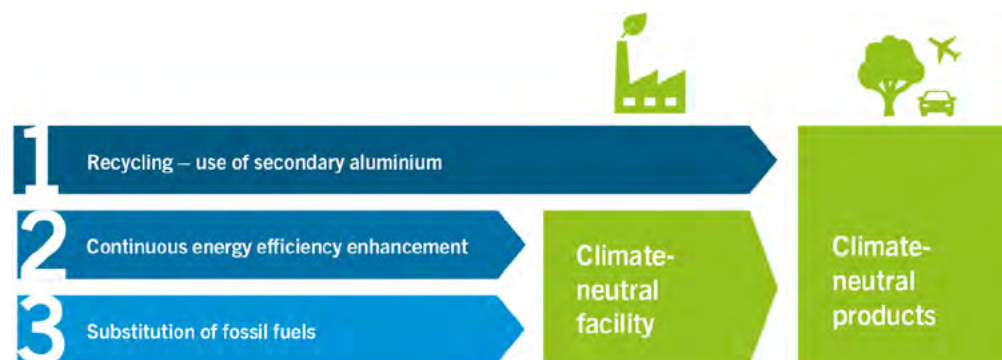 1
Recycling – use of secondary aluminium
2
Continuous energy efficiency enhancement
3
Substitution of fossil fuels
Climate-
neutral
facility
Climate-
neutral
products